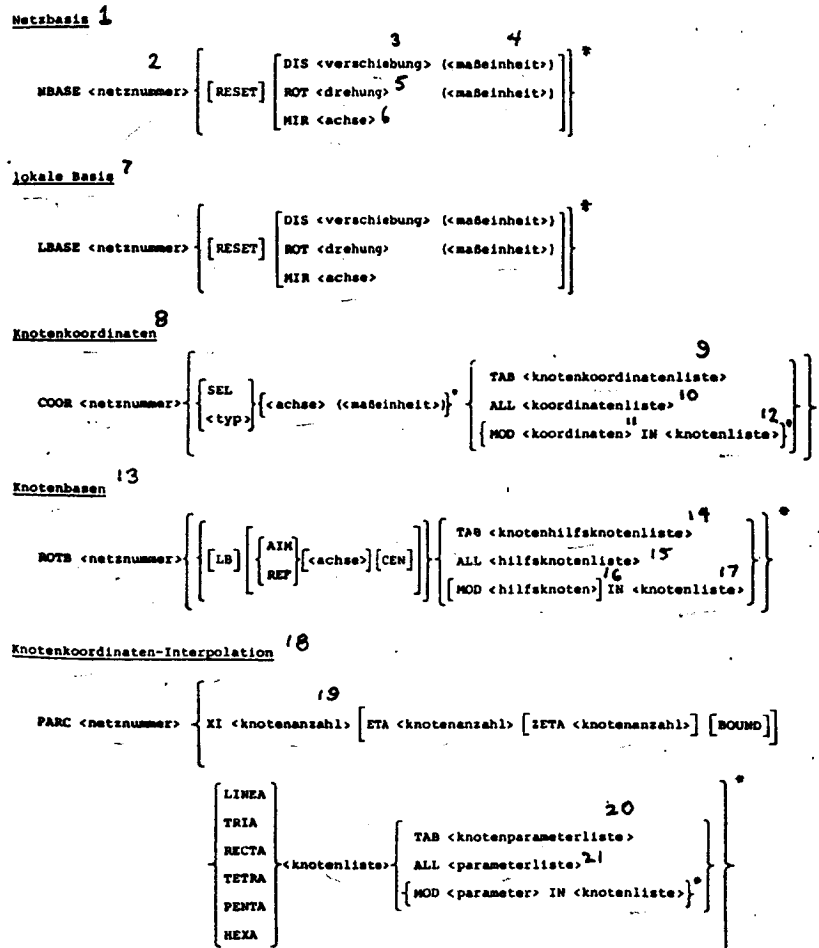 Netzbasis 1
2 3 4
DIS <verschiebung> (<maßeinheit>) *
NBASE <netznummer> { [RESET] ROT <drehung> 5 (<maßeinheit>)
MIR <achse> 6
lokale Basis 7
DIS <verschiebung> (<maßeinheit>) *
LBASE <netznummer> { [RESET] ROT <drehung> (<maßeinheit>)
MIR <achse>
Knotenkoordinaten 8
9
SEL TAB <knotenkoordinatenliste>
COOR <netznummer> {<achse> (<maßeinheit>)}* ALL <koordinatenliste> 10
<typ> {MOD <koordinaten> 11 IN <knotenliste> 12}*
Knotenbasen 13
AIM TAB <knotenhilfsknotenliste> 14 *
ROTB <netznummer> [LB] [<achse>] [CEN] ALL <hilfsknotenliste> 15
REF [MOD <hilfsknoten>] 16 IN <knotenliste> 17
Knotenkoordinaten-Interpolation 18
19
PARC <netznummer> { XI <knotenanzahl> [ETA <knotenanzahl> [ZETA <knotenanzahl>] [BOUND]]
LINEA *
TRIA 20
RECTA TAB <knotenparameterliste>
<knotenliste> ALL <parameterliste> 21
TETRA {MOD <parameter> IN <knotenliste>}*
PENTA
HEXA